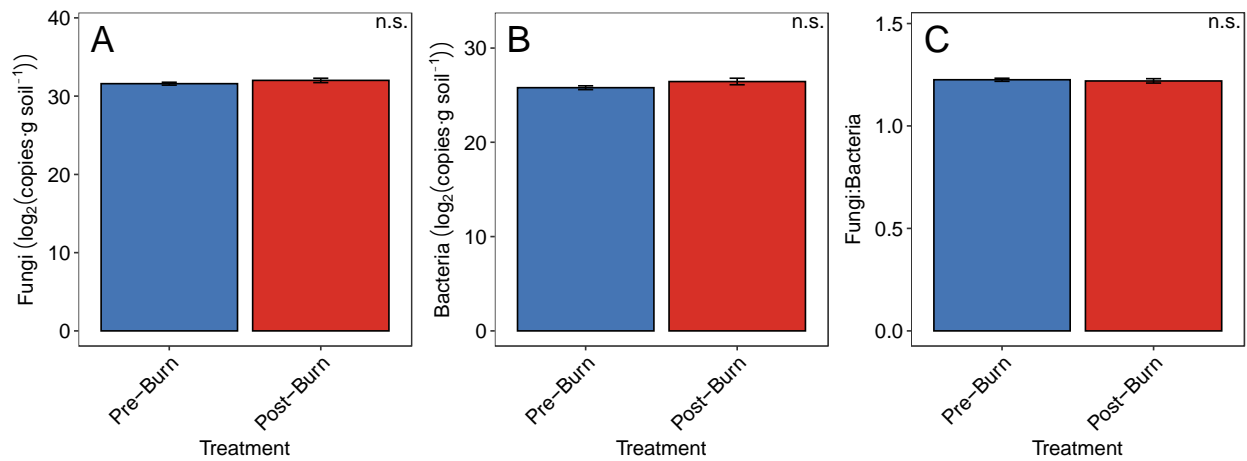 A
n.s.
Fungi (log₂(copies·g soil⁻¹))
40
30
20
10
0
Pre−Burn
Post−Burn
Treatment
B
n.s.
Bacteria (log₂(copies·g soil⁻¹))
30
20
10
0
Pre−Burn
Post−Burn
Treatment
C
n.s.
Fungi:Bacteria
1.5
1.0
0.5
0.0
Pre−Burn
Post−Burn
Treatment